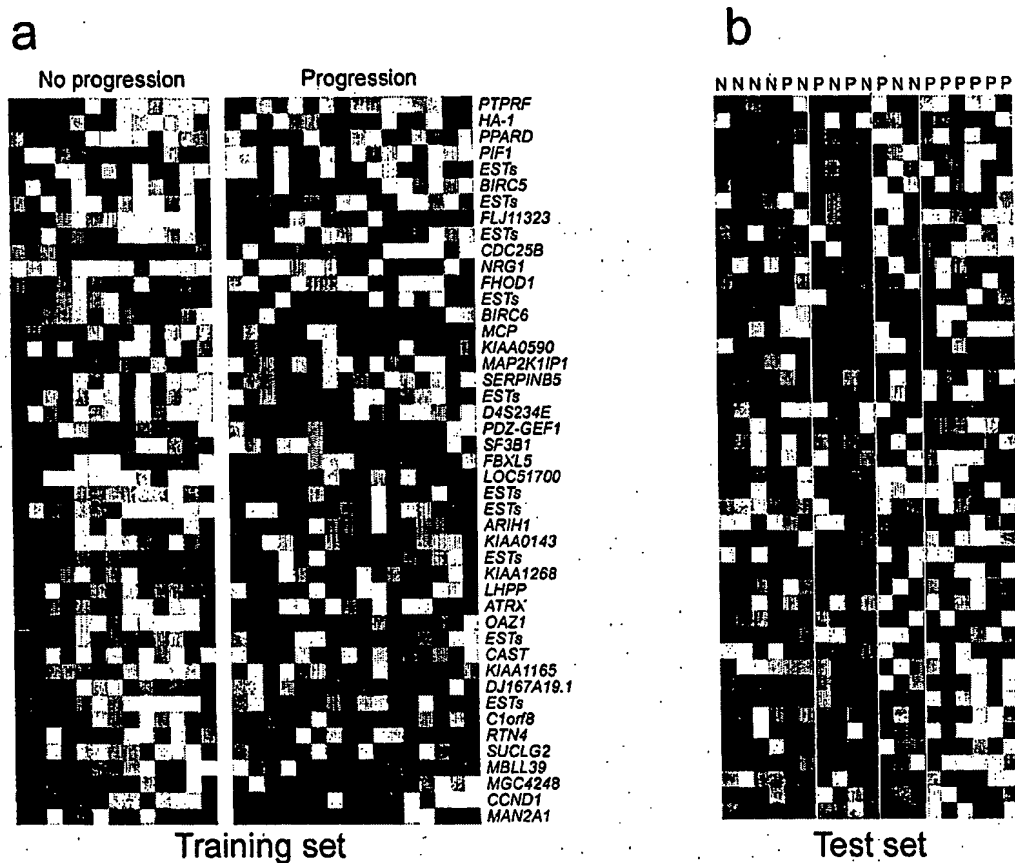 a
b
No progression
Progression
N N N N P N P N P N P N N P P P P P P
PTPRF
HA-1
PPARD
PIF1
ESTs
BIRC5
ESTs
FLJ11323
ESTs
CDC25B
NRG1
FHOD1
ESTs
BIRC6
MCP
KIAA0590
MAP2K1IP1
SERPINB5
ESTs
D4S234E
PDZ-GEF1
SF3B1
FBXL5
LOC51700
ESTs
ESTs
ARIH1
KIAA0143
ESTs
KIAA1268
LHPP
ATRX
OAZ1
ESTs
CAST
KIAA1165
DJ167A19.1
ESTs
C1orf8
RTN4
SUCLG2
MBLL39
MGC4248
CCND1
MAN2A1
Training set
Test set